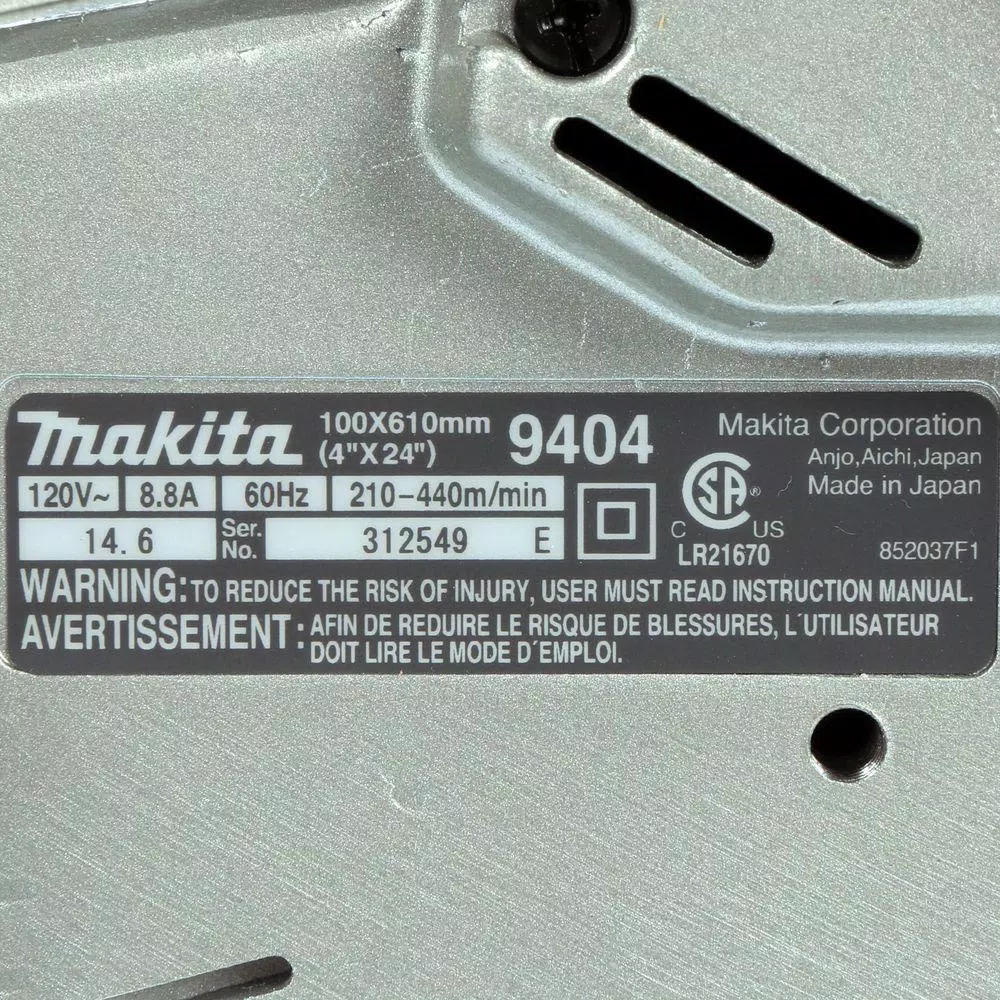 Makita 100X610mm (4"X24") 9404
Makita Corporation
Anjo,Aichi,Japan
Made in Japan
120V~ 8.8A 60Hz 210-440m/min
14. 6 Ser. No. 312549 E
SA®
C US
LR21670
852037F1
WARNING: TO REDUCE THE RISK OF INJURY, USER MUST READ INSTRUCTION MANUAL.
AVERTISSEMENT : AFIN DE REDUIRE LE RISQUE DE BLESSURES, L´UTILISATEUR
DOIT LIRE LE MODE D´EMPLOI.